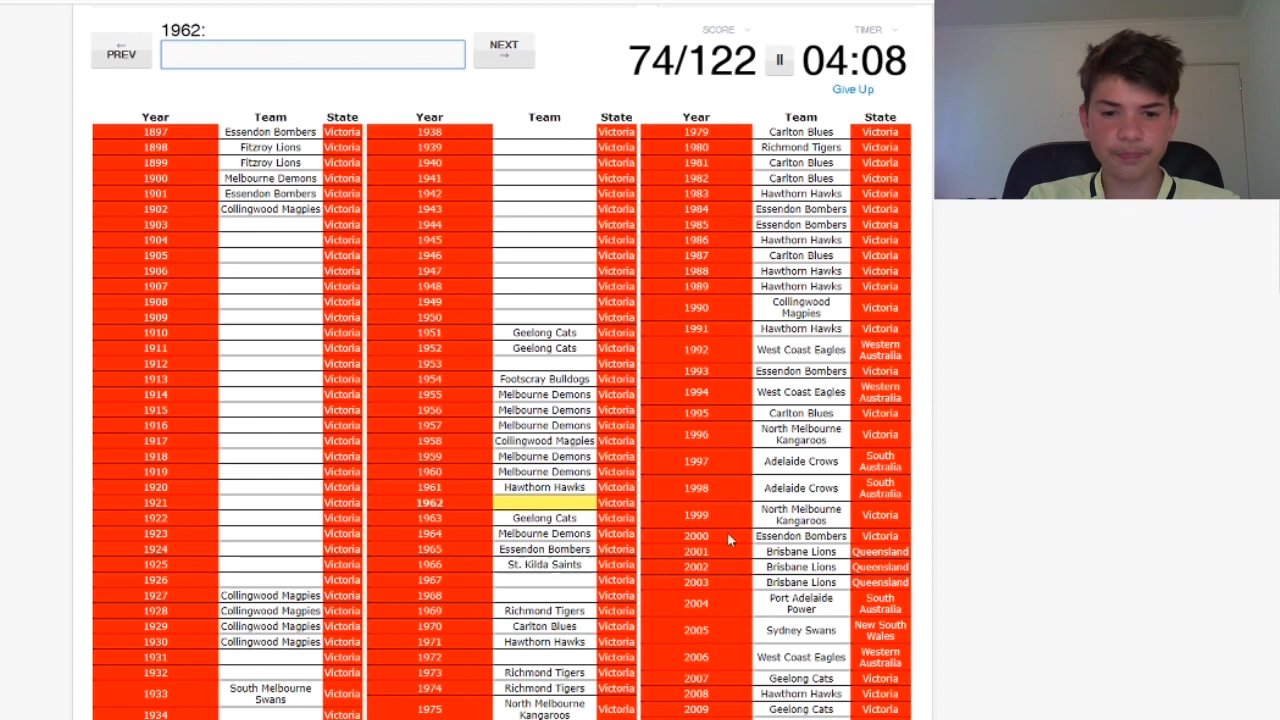 1962:
← PREV
NEXT →
SCORE
74/122
TIMER
04:08
Give Up
Year Team State
1897 Essendon Bombers Victoria
1898 Fitzroy Lions Victoria
1899 Fitzroy Lions Victoria
1900 Melbourne Demons Victoria
1901 Essendon Bombers Victoria
1902 Collingwood Magpies Victoria
1903 Victoria
1904 Victoria
1905 Victoria
1906 Victoria
1907 Victoria
1908 Victoria
1909 Victoria
1910 Victoria
1911 Victoria
1912 Victoria
1913 Victoria
1914 Victoria
1915 Victoria
1916 Victoria
1917 Victoria
1918 Victoria
1919 Victoria
1920 Victoria
1921 Victoria
1922 Victoria
1923 Victoria
1924 Victoria
1925 Victoria
1926 Victoria
1927 Collingwood Magpies Victoria
1928 Collingwood Magpies Victoria
1929 Collingwood Magpies Victoria
1930 Collingwood Magpies Victoria
1931 Victoria
1932 Victoria
1933 South Melbourne Swans Victoria
1934 Victoria
Year Team State
1938 Victoria
1939 Victoria
1940 Victoria
1941 Victoria
1942 Victoria
1943 Victoria
1944 Victoria
1945 Victoria
1946 Victoria
1947 Victoria
1948 Victoria
1949 Victoria
1950 Victoria
1951 Geelong Cats Victoria
1952 Geelong Cats Victoria
1953 Victoria
1954 Footscray Bulldogs Victoria
1955 Melbourne Demons Victoria
1956 Melbourne Demons Victoria
1957 Melbourne Demons Victoria
1958 Collingwood Magpies Victoria
1959 Melbourne Demons Victoria
1960 Melbourne Demons Victoria
1961 Hawthorn Hawks Victoria
1962 Victoria
1963 Geelong Cats Victoria
1964 Melbourne Demons Victoria
1965 Essendon Bombers Victoria
1966 St. Kilda Saints Victoria
1967 Victoria
1968 Victoria
1969 Richmond Tigers Victoria
1970 Carlton Blues Victoria
1971 Hawthorn Hawks Victoria
1972 Victoria
1973 Richmond Tigers Victoria
1974 Richmond Tigers Victoria
1975 North Melbourne Kangaroos Victoria
Year Team State
1979 Carlton Blues Victoria
1980 Richmond Tigers Victoria
1981 Carlton Blues Victoria
1982 Carlton Blues Victoria
1983 Hawthorn Hawks Victoria
1984 Essendon Bombers Victoria
1985 Essendon Bombers Victoria
1986 Hawthorn Hawks Victoria
1987 Carlton Blues Victoria
1988 Hawthorn Hawks Victoria
1989 Hawthorn Hawks Victoria
1990 Collingwood Magpies Victoria
1991 Hawthorn Hawks Victoria
1992 West Coast Eagles Western Australia
1993 Essendon Bombers Victoria
1994 West Coast Eagles Western Australia
1995 Carlton Blues Victoria
1996 North Melbourne Kangaroos Victoria
1997 Adelaide Crows South Australia
1998 Adelaide Crows South Australia
1999 North Melbourne Kangaroos Victoria
2000 Essendon Bombers Victoria
2001 Brisbane Lions Queensland
2002 Brisbane Lions Queensland
2003 Brisbane Lions Queensland
2004 Port Adelaide Power South Australia
2005 Sydney Swans New South Wales
2006 West Coast Eagles Western Australia
2007 Geelong Cats Victoria
2008 Hawthorn Hawks Victoria
2009 Geelong Cats Victoria